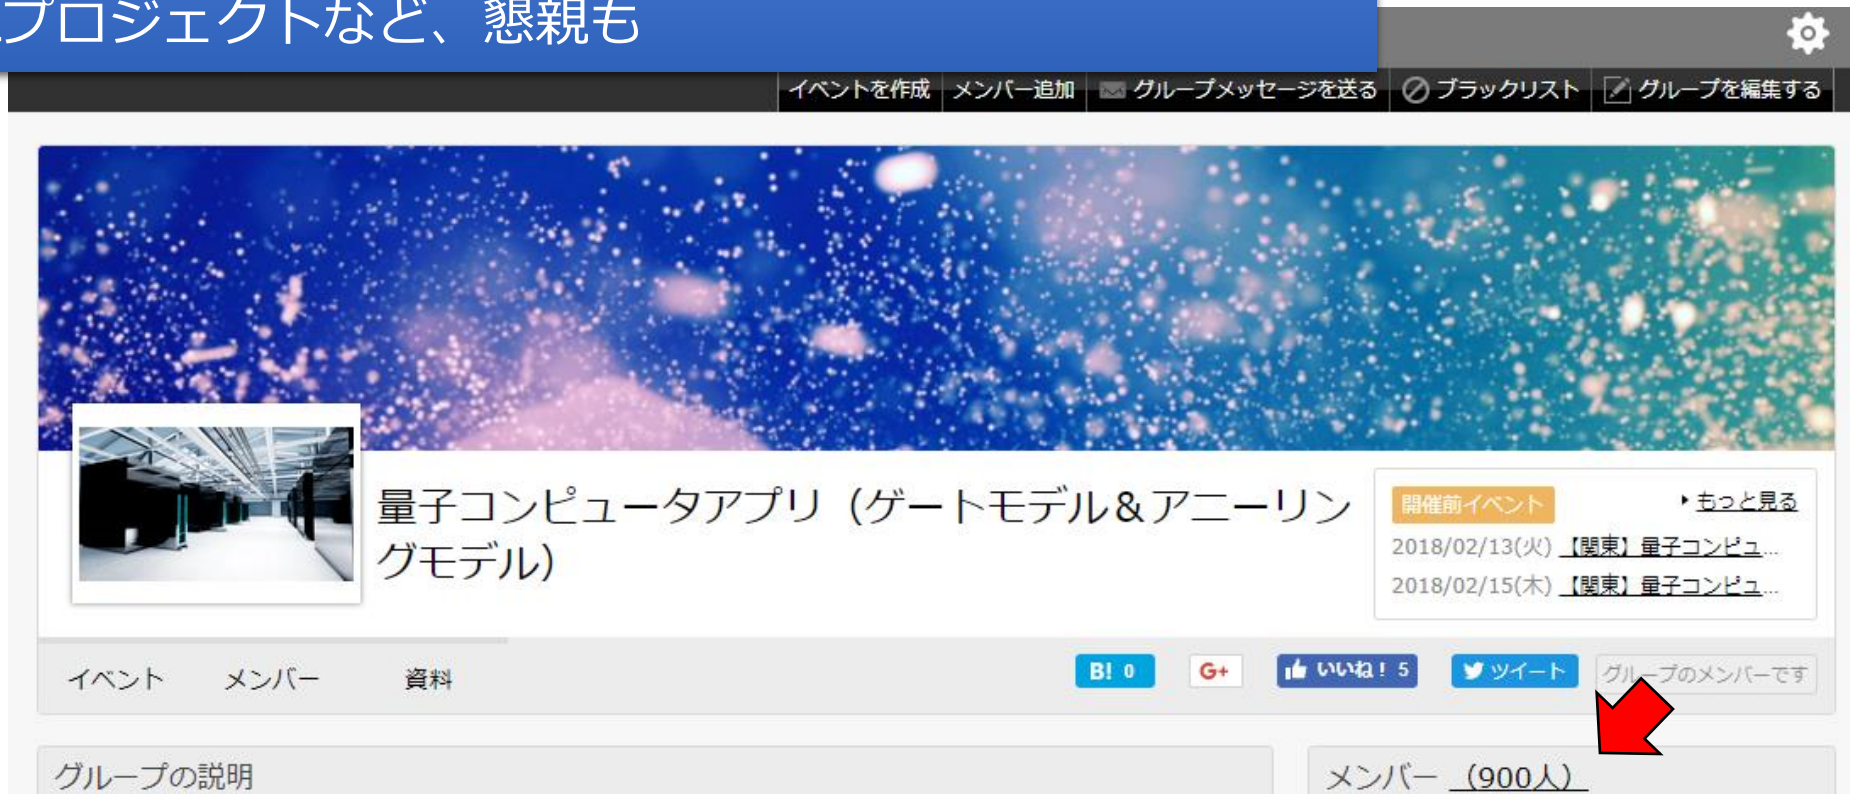 プロジェクトなど、懇親も
イベントを作成 メンバー追加 グループメッセージを送る ブラックリスト グループを編集する
量子コンピュータアプリ（ゲートモデル＆アニーリン
グモデル）
開催前イベント もっと見る
2018/02/13(火) 【関東】量子コンピュ...
2018/02/15(木) 【関東】量子コンピュ...
イベント メンバー 資料
B! 0 G+ いいね！ 5 ツイート グループのメンバーです
グループの説明
メンバー （900人）